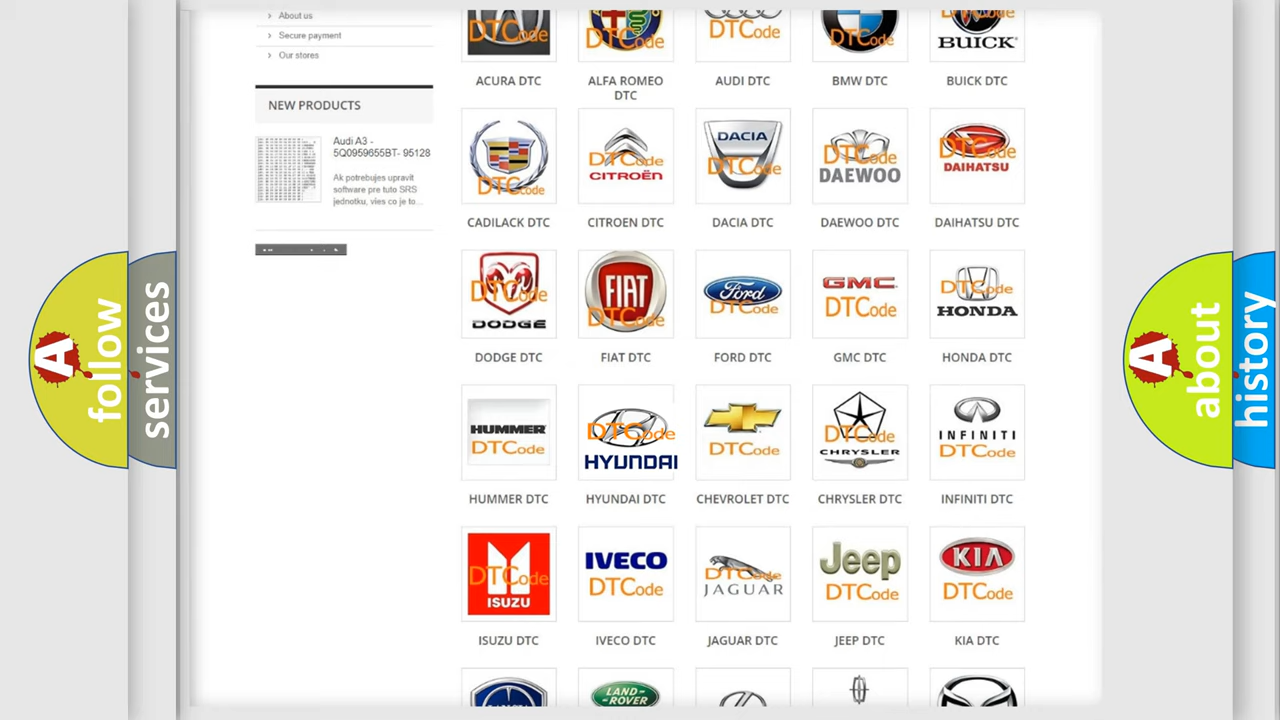 About us
Secure payment
Our stores
NEW PRODUCTS
Audi A3 -
5Q0959655BT- 95128
Ak potrebujes upravit
software pre tuto SRS
jednotku, vies co je to...
DTCode DTCode DTCode DTCode BUICK
ACURA DTC ALFA ROMEO DTC AUDI DTC BMW DTC BUICK DTC
DTCode
DTCode CITROËN
DACIA DTCode
DTCode DAEWOO
DTCode DAIHATSU
CADILACK DTC CITROEN DTC DACIA DTC DAEWOO DTC DAIHATSU DTC
DTCode DODGE
FIAT DTCode
Ford DTCode
GMC DTCode
DTCode HONDA
DODGE DTC FIAT DTC FORD DTC GMC DTC HONDA DTC
HUMMER DTCode
DTCode HYUNDAI
DTCode
DTCode CHRYSLER
INFINITI DTCode
HUMMER DTC HYUNDAI DTC CHEVROLET DTC CHRYSLER DTC INFINITI DTC
DTCode ISUZU
IVECO DTCode
DTCode JAGUAR
Jeep DTCode
KIA DTCode
ISUZU DTC IVECO DTC JAGUAR DTC JEEP DTC KIA DTC
LAND-
ROVER
A follow
services
A about
history